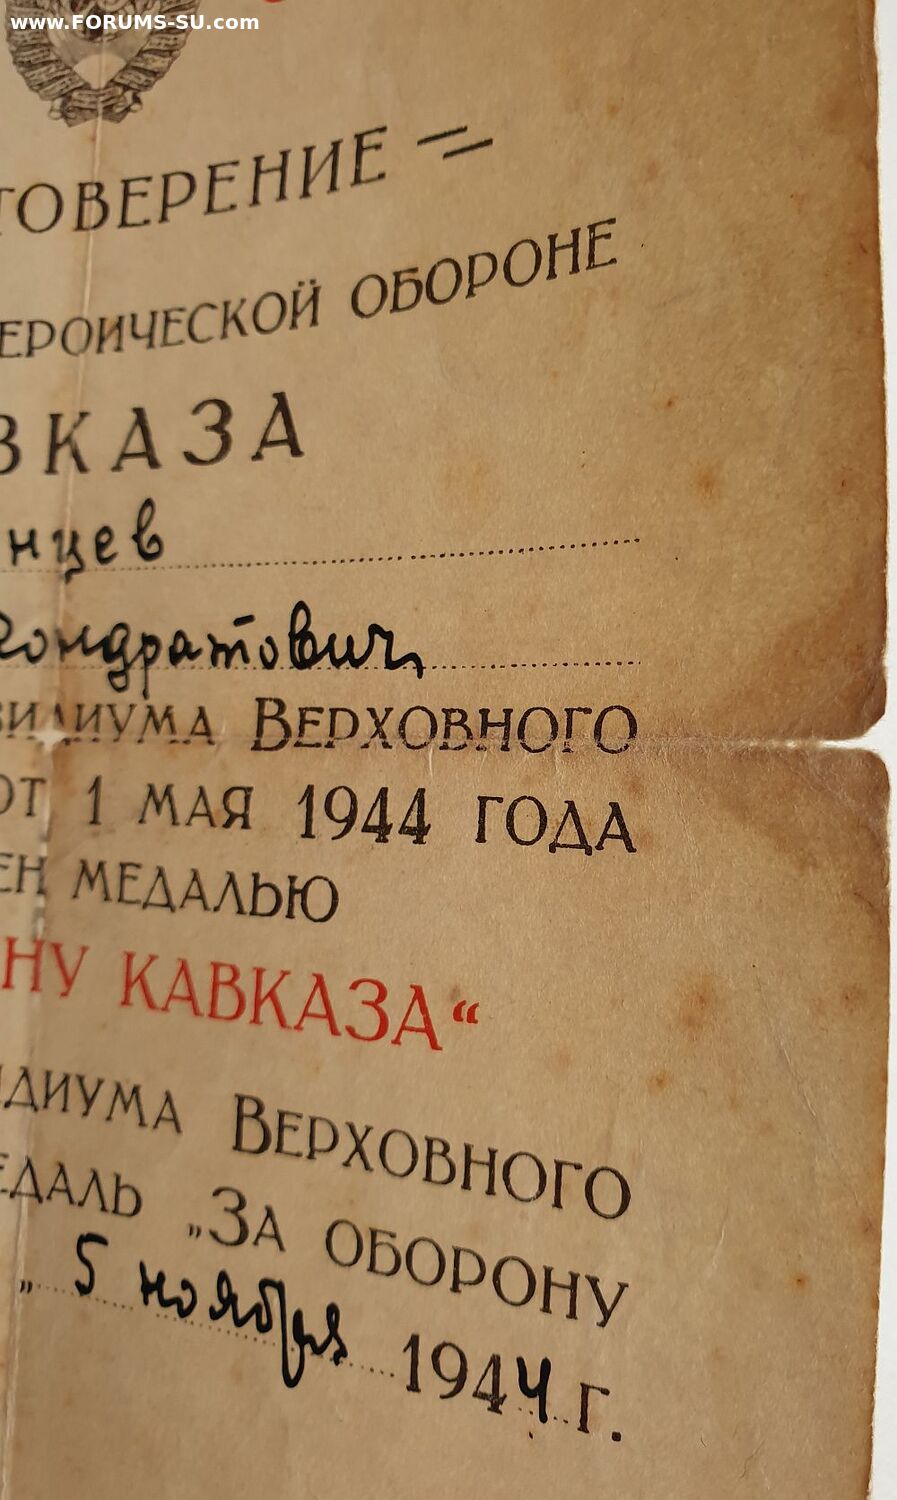 www.FORUMS-SU.com
ТОВЕРЕНИЕ =
ЕРОИЧЕСКОЙ ОБОРОНЕ
ВКАЗА
нцев
Кондратович
ЗИДИУМА ВЕРХОВНОГО
ОТ 1 МАЯ 1944 ГОДА
ЕН МЕДАЛЬЮ
НУ КАВКАЗА“
ИДИУМА ВЕРХОВНОГО
ЕДАЛЬ „ЗА ОБОРОНУ
„ 5 ноября 1944 Г.